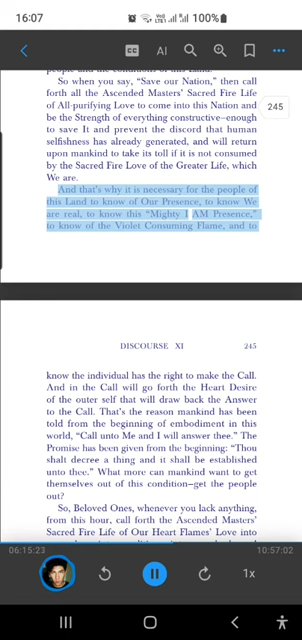 16:07
100%
AI
people and the conditions of this Land.
So when you say, “Save our Nation,” then call
forth all the Ascended Masters’ Sacred Fire Life
of All-purifying Love to come into this Nation and
be the Strength of everything constructive—enough
to save It and prevent the discord that human
selfishness has already generated, and will return
upon mankind to take its toll if it is not consumed
by the Sacred Fire Love of the Greater Life, which
We are.
245
And that’s why it is necessary for the people of
this Land to know of Our Presence, to know We
are real, to know this “Mighty I AM Presence,”
to know of the Violet Consuming Flame, and to
DISCOURSE XI 245
know the individual has the right to make the Call.
And in the Call will go forth the Heart Desire
of the outer self that will draw back the Answer
to the Call. That’s the reason mankind has been
told from the beginning of embodiment in this
world, “Call unto Me and I will answer thee.” The
Promise has been given from the beginning: “Thou
shalt decree a thing and it shall be established
unto thee.” What more can mankind want to get
themselves out of this condition—get the people
out?
So, Beloved Ones, whenever you lack anything,
from this hour, call forth the Ascended Masters’
Sacred Fire Life of Our Heart Flames’ Love into
06:15:23
10:57:02
1x